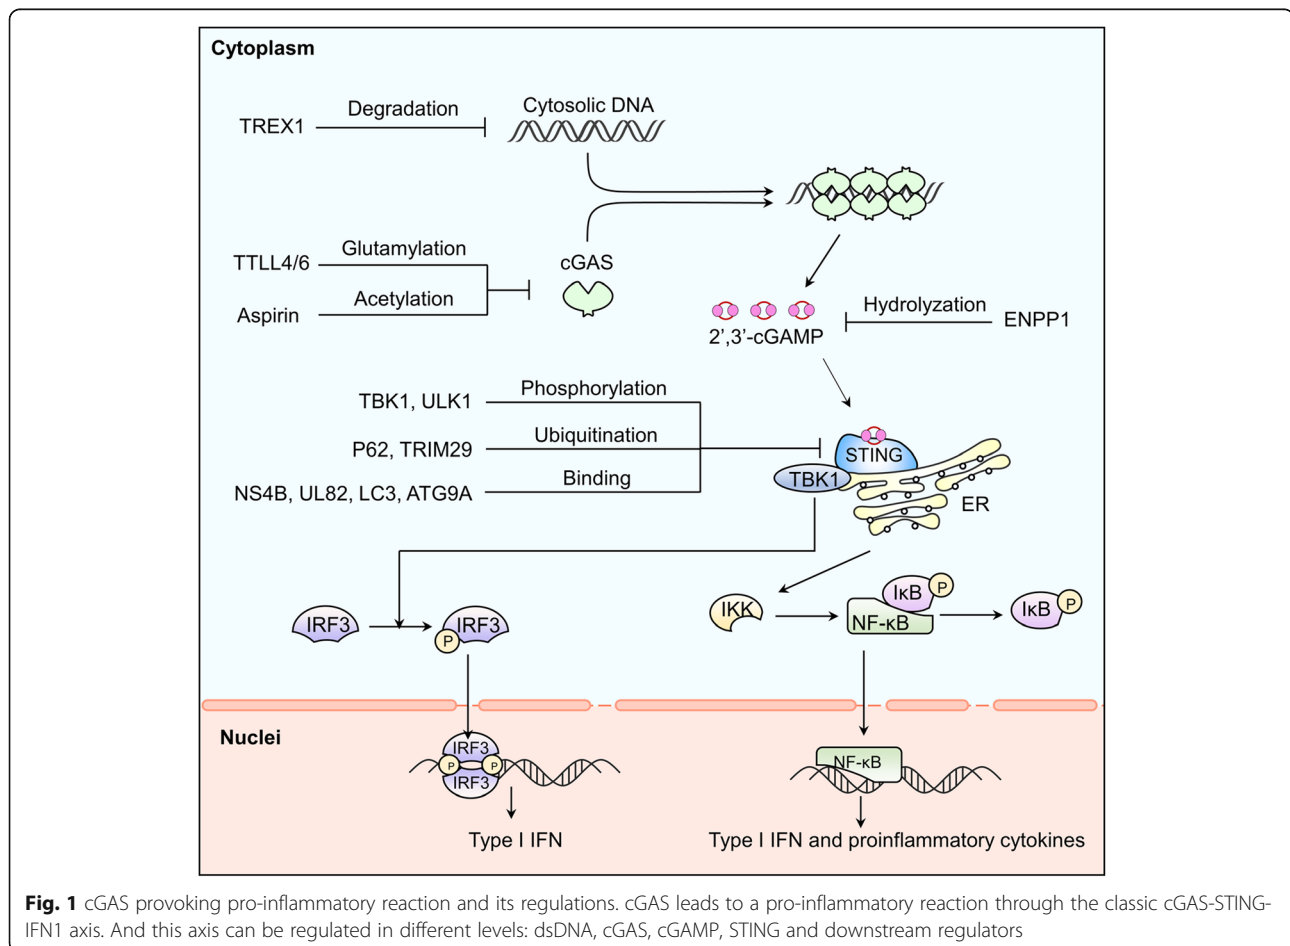 Cytoplasm
Degradation
Cytosolic DNA
TREX1
Glutamylation
TTLL4/6
cGAS
Acetylation
Aspirin
Hydrolyzation
ENPP1
2’,3’-cGAMP
Phosphorylation
TBK1, ULK1
Ubiquitination
P62, TRIM29
STING
Binding
NS4B, UL82, LC3, ATG9A
TBK1
ER
IRF3
P
IRF3
IKK
IκB
P
NF-κB
IκB
P
Nuclei
IRF3
P
P
IRF3
NF-κB
Type I IFN
Type I IFN and proinflammatory cytokines
Fig. 1 cGAS provoking pro-inflammatory reaction and its regulations. cGAS leads to a pro-inflammatory reaction through the classic cGAS-STING-
IFN1 axis. And this axis can be regulated in different levels: dsDNA, cGAS, cGAMP, STING and downstream regulators